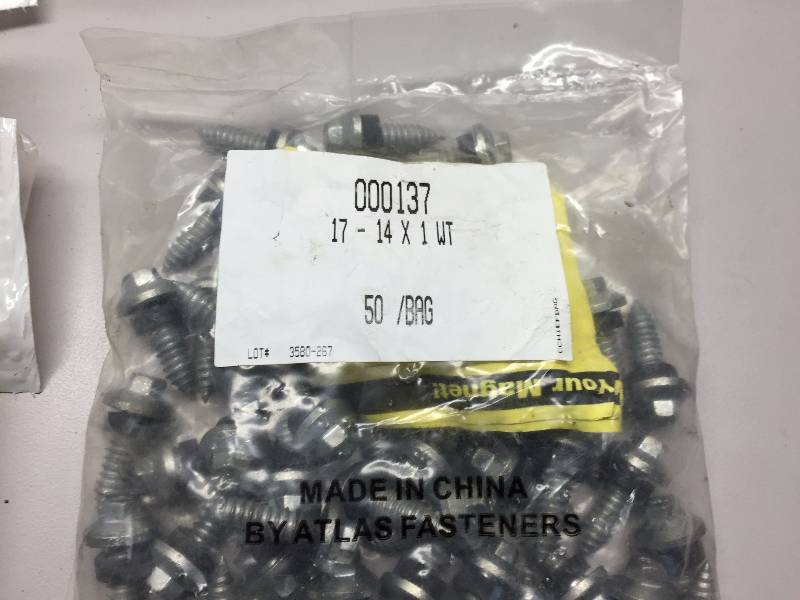 000137
17 - 14 X 1 WT
50 /BAG
LOT# 3580-267
Your Magnet!
MADE IN CHINA
BY ATLAS FASTENERS